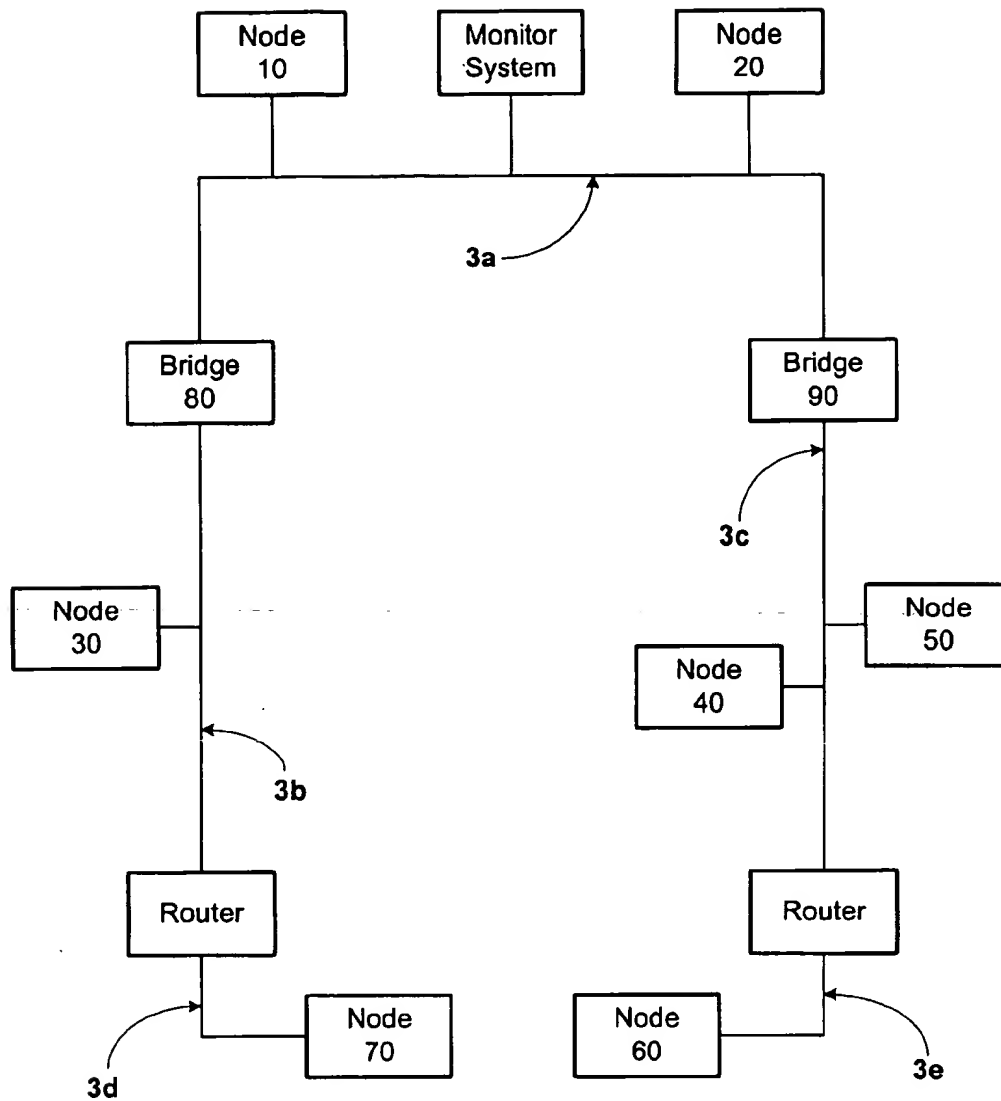 Node
10
Monitor
System
Node
20
3a
Bridge
80
Bridge
90
3c
Node
30
Node
50
Node
40
3b
Router
Router
Node
70
Node
60
3d
3e